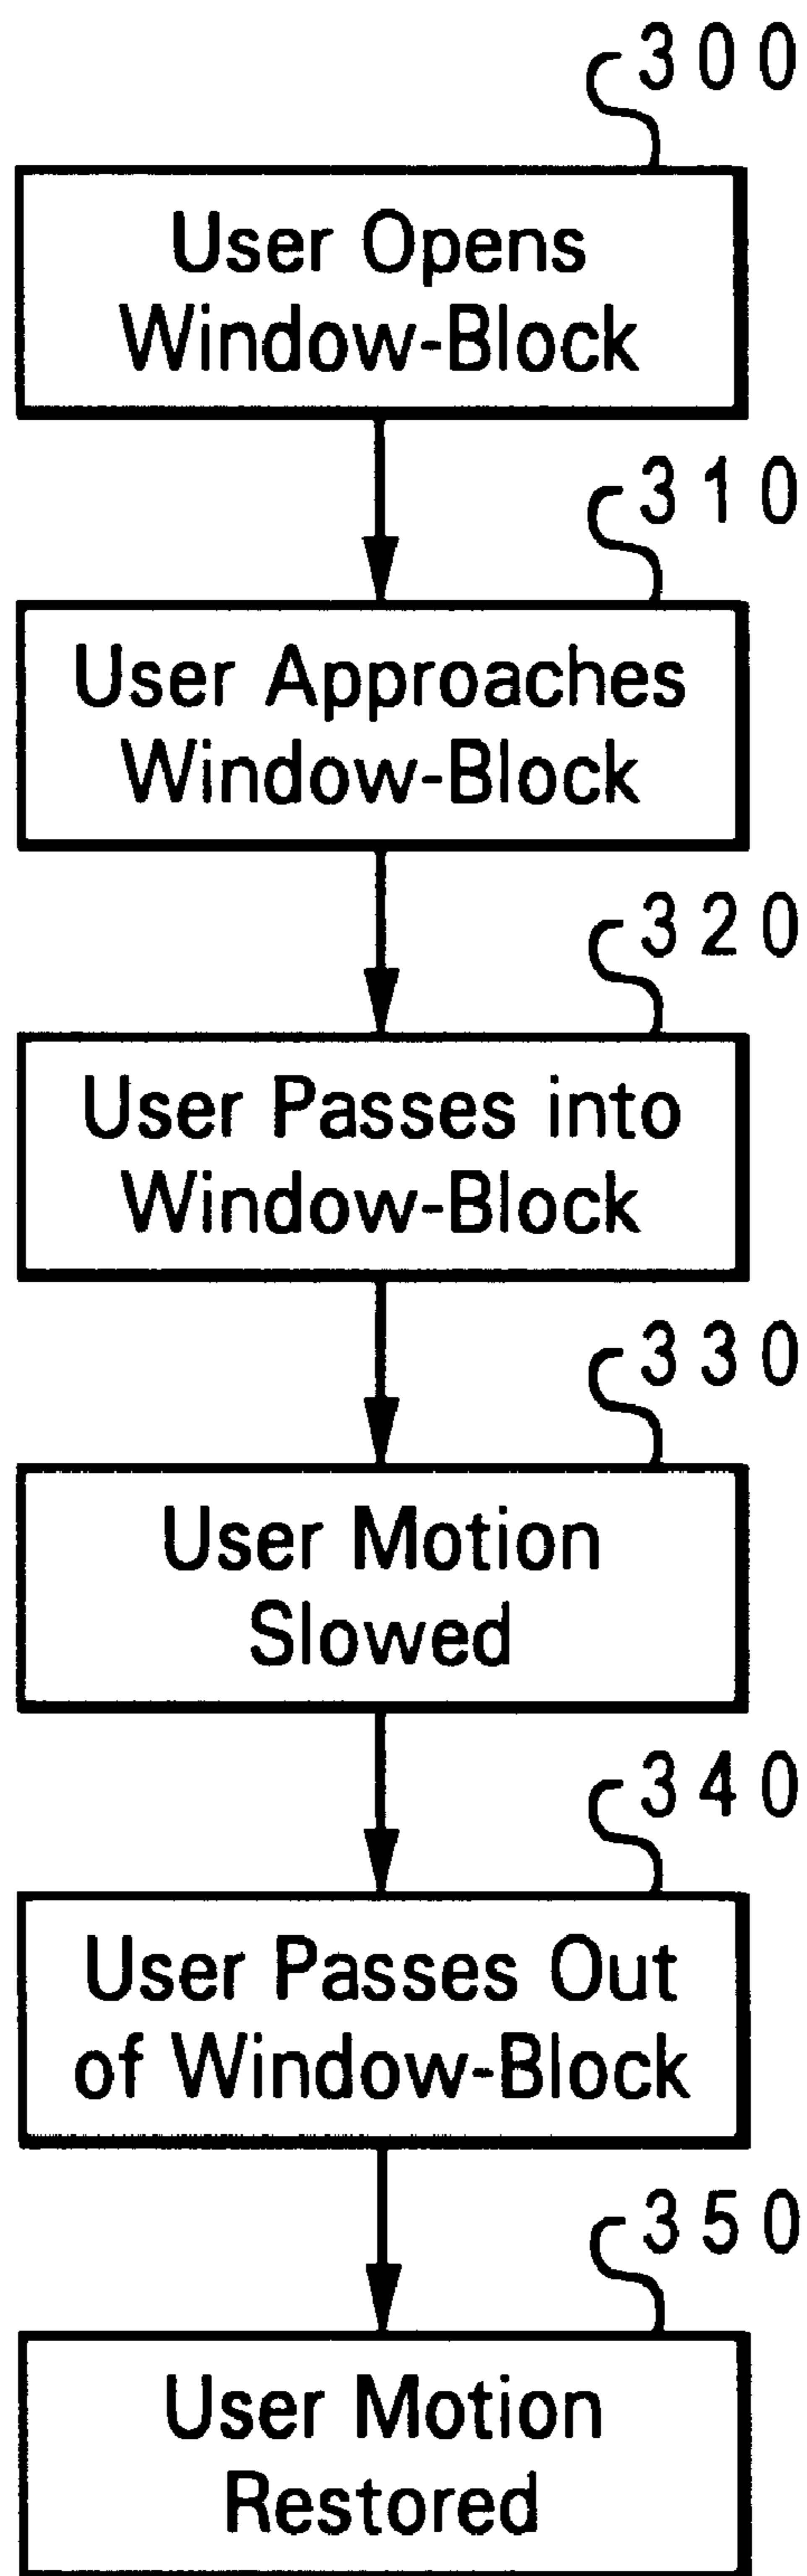 300
User Opens
Window-Block
310
User Approaches
Window-Block
320
User Passes into
Window-Block
330
User Motion
Slowed
340
User Passes Out
of Window-Block
350
User Motion
Restored